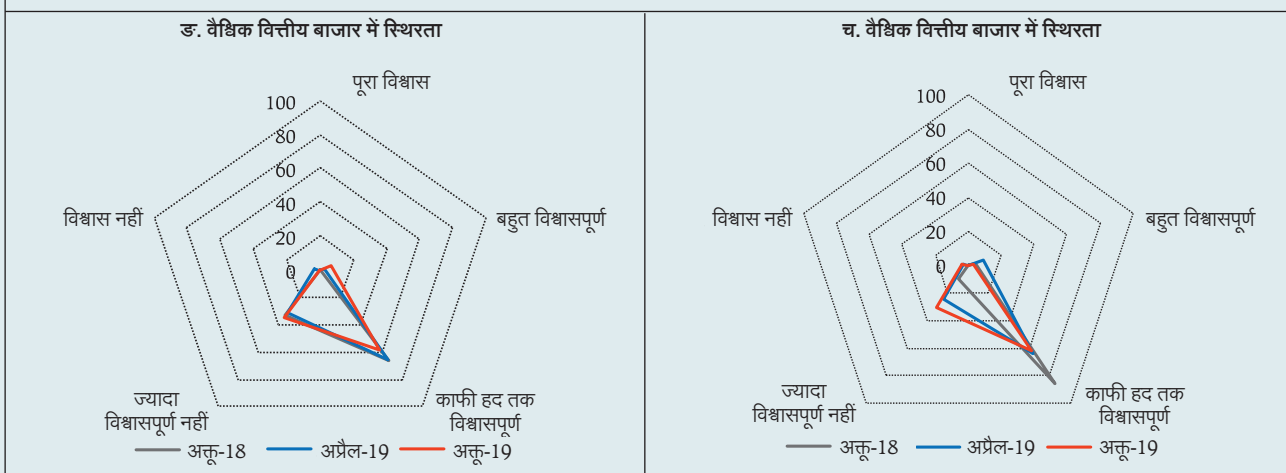 ङ. वैश्विक वित्तीय बाजार में स्थिरता
पूरा विश्वास
100
80
60
40
20
0
विश्वास नहीं
बहुत विश्वासपूर्ण
ज्यादा
विश्वासपूर्ण नहीं
काफी हद तक
विश्वासपूर्ण
अक्तू-18 अप्रैल-19 अक्तू-19
च. वैश्विक वित्तीय बाजार में स्थिरता
पूरा विश्वास
100
80
60
40
20
0
विश्वास नहीं
बहुत विश्वासपूर्ण
ज्यादा
विश्वासपूर्ण नहीं
काफी हद तक
विश्वासपूर्ण
अक्तू-18 अप्रैल-19 अक्तू-19